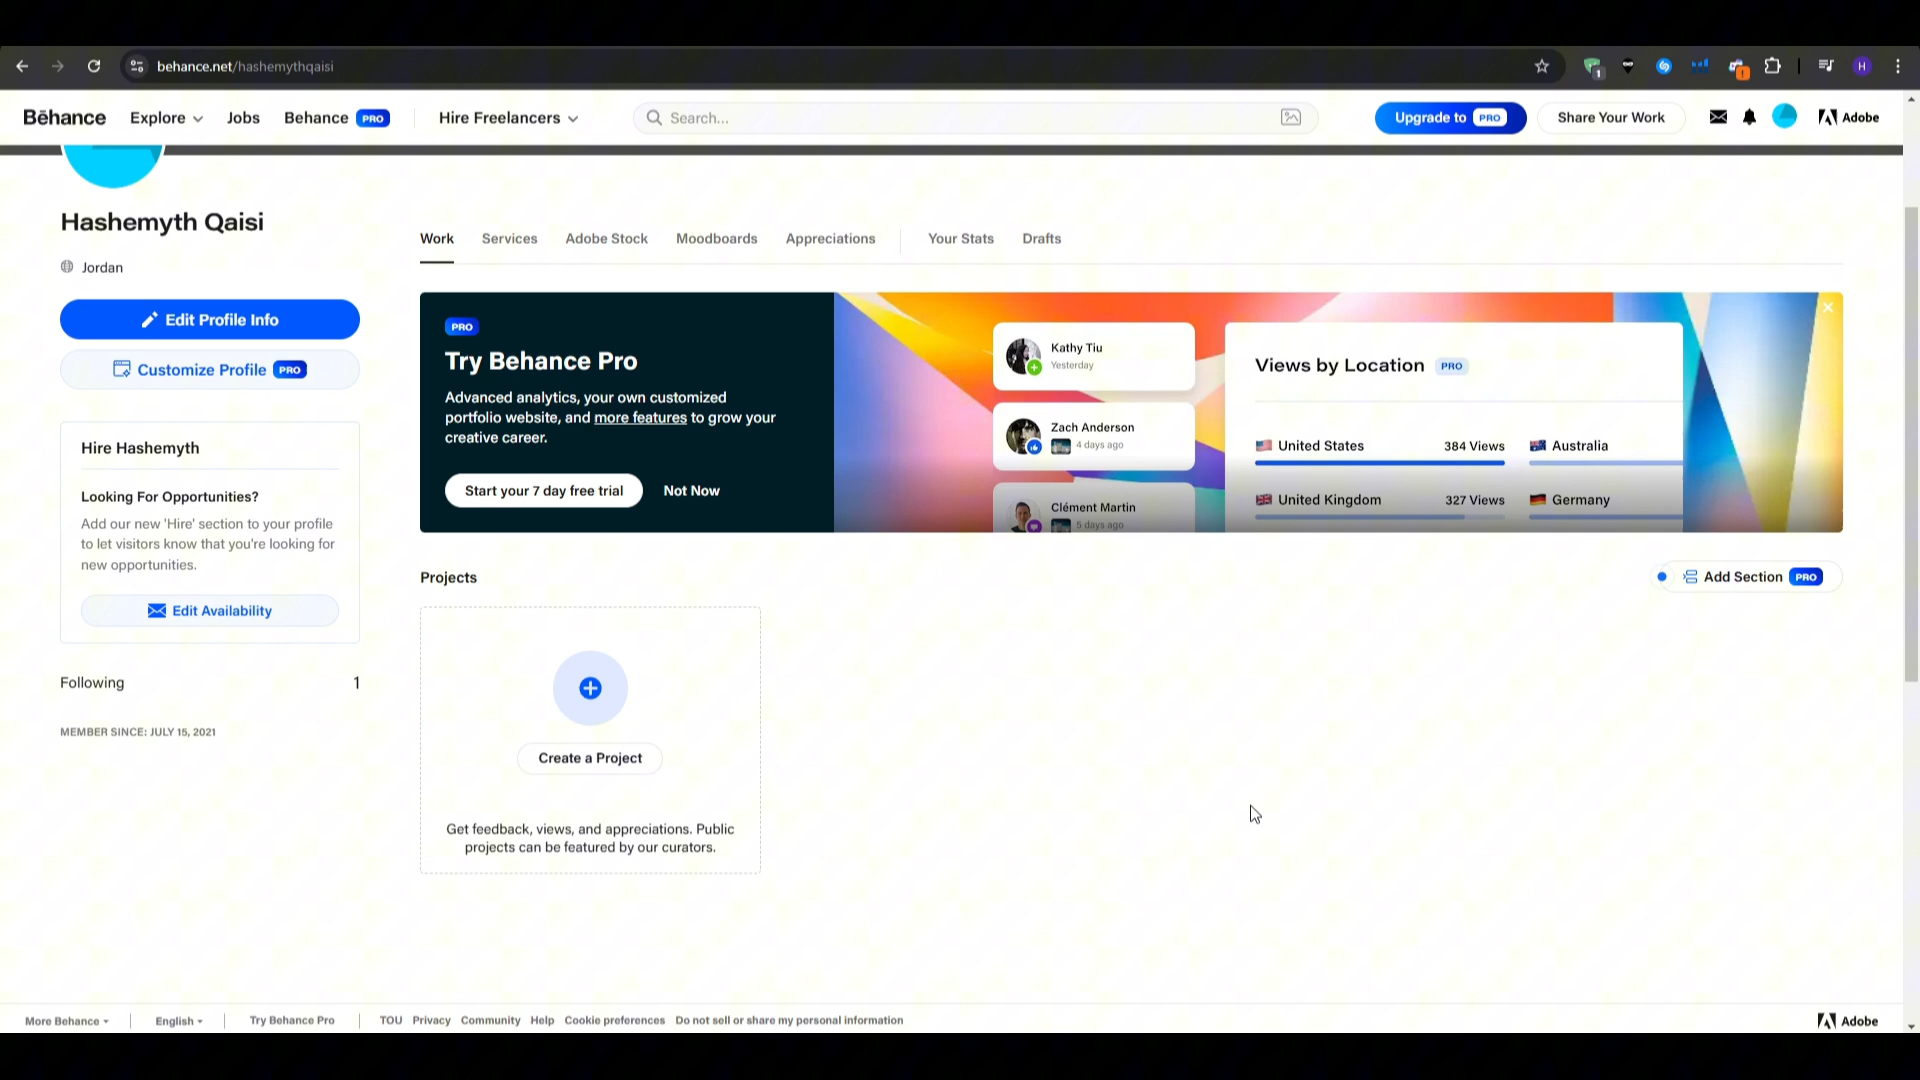 behance.net/hashemythqaisi
1
!
H
Bēhance
Explore
Jobs
Behance PRO
Hire Freelancers
Search...
Upgrade to PRO
Share Your Work
Adobe
Hashemyth Qaisi
Jordan
Edit Profile Info
Customize Profile PRO
Hire Hashemyth
Looking For Opportunities?
Add our new 'Hire' section to your profile
to let visitors know that you're looking for
new opportunities.
Edit Availability
Following 1
MEMBER SINCE: JULY 15, 2021
Work
Services
Adobe Stock
Moodboards
Appreciations
Your Stats
Drafts
PRO
Try Behance Pro
Advanced analytics, your own customized
portfolio website, and more features to grow your
creative career.
Start your 7 day free trial
Not Now
Kathy Tiu
Yesterday
Zach Anderson
4 days ago
Clément Martin
5 days ago
Views by Location PRO
United States 384 Views
Australia
United Kingdom 327 Views
Germany
Projects
Add Section PRO
Create a Project
Get feedback, views, and appreciations. Public
projects can be featured by our curators.
More Behance
English
Try Behance Pro
TOU
Privacy
Community
Help
Cookie preferences
Do not sell or share my personal information
Adobe